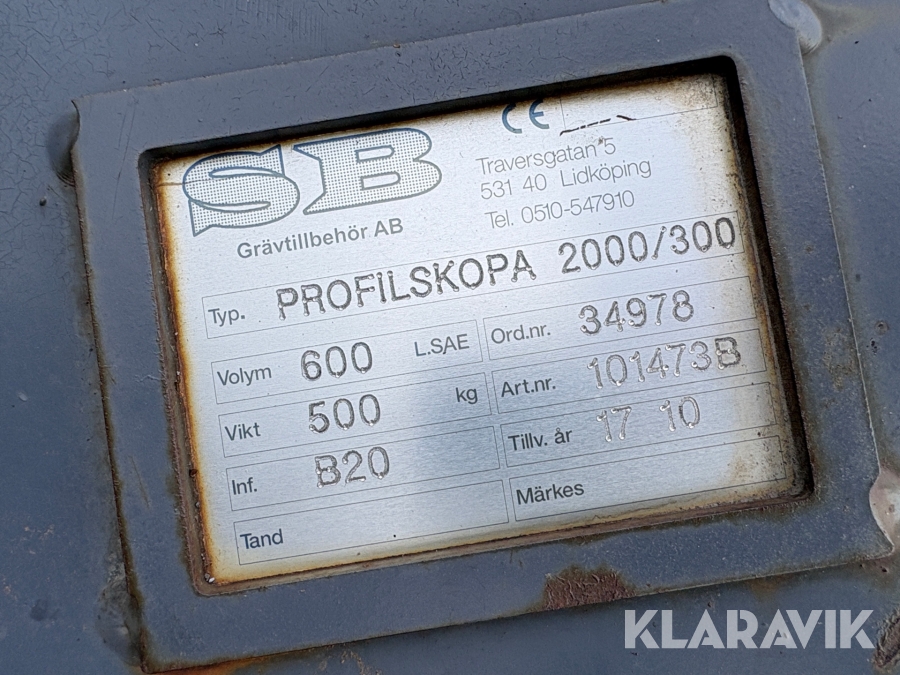 SB
Grävtillbehör AB
CE
Traversgatan 5
531 40 Lidköping
Tel. 0510-547910
Typ. PROFILSKOPA 2000/300
Volym 600 L.SAE
Ord.nr. 34978
Vikt 500 kg
Art.nr. 101473B
Inf. B20
Tillv. år 17 10
Tand
Märkes
KLARAVIK